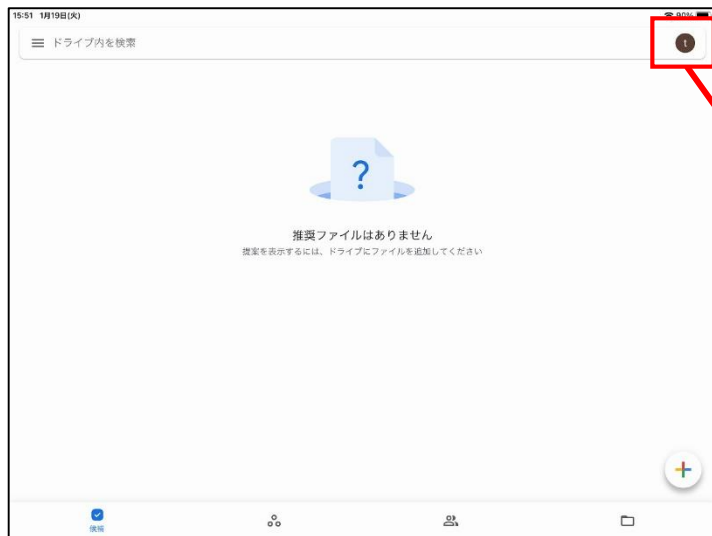 15:51 1月19日(火)
90%
ドライブ内を検索
t
?
推奨ファイルはありません
提案を表示するには、ドライブにファイルを追加してください
候補